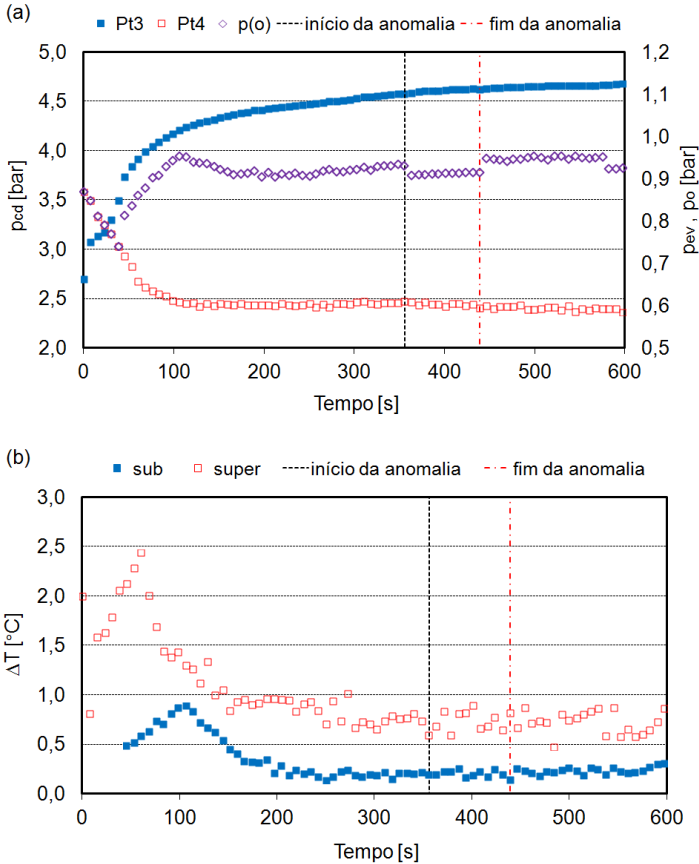 (a)
Pt3 Pt4 p(o) início da anomalia fim da anomalia
5,0 1,2
4,5 1,1
4,0 1,0
3,5 0,9
3,0 0,8
2,5 0,7
2,0 0,6
0,5
pcd [bar]
pev , po [bar]
0 100 200 300 400 500 600
Tempo [s]
(b)
sub super início da anomalia fim da anomalia
3,0
2,5
2,0
1,5
1,0
0,5
0,0
ΔT [°C]
0 100 200 300 400 500 600
Tempo [s]